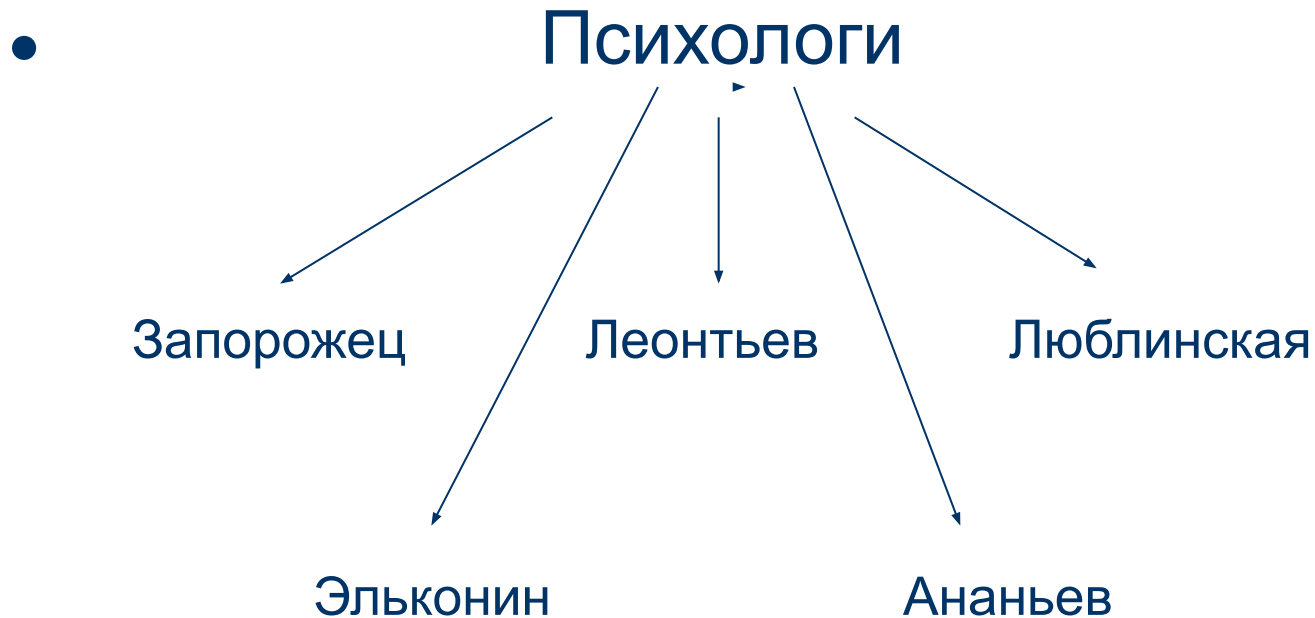 • Психологи
Запорожец Леонтьев Люблинская
Эльконин Ананьев